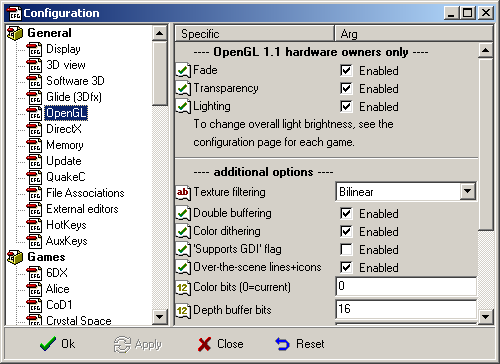 Configuration
General
Display
3D view
Software 3D
Glide (3Dfx)
OpenGL
DirectX
Memory
Update
QuakeC
File Associations
External editors
HotKeys
AuxKeys
Games
6DX
Alice
CoD1
Crystal Space
Specific Arg
---- OpenGL 1.1 hardware owners only ----
Fade Enabled
Transparency Enabled
Lighting Enabled
To change overall light brightness, see the
configuration page for each game.
---- additional options ----
Texture filtering Bilinear
Double buffering Enabled
Color dithering Enabled
'Supports GDI' flag Enabled
Over-the-scene lines+icons Enabled
Color bits (0=current) 0
Depth buffer bits 16
Ok Apply Close Reset